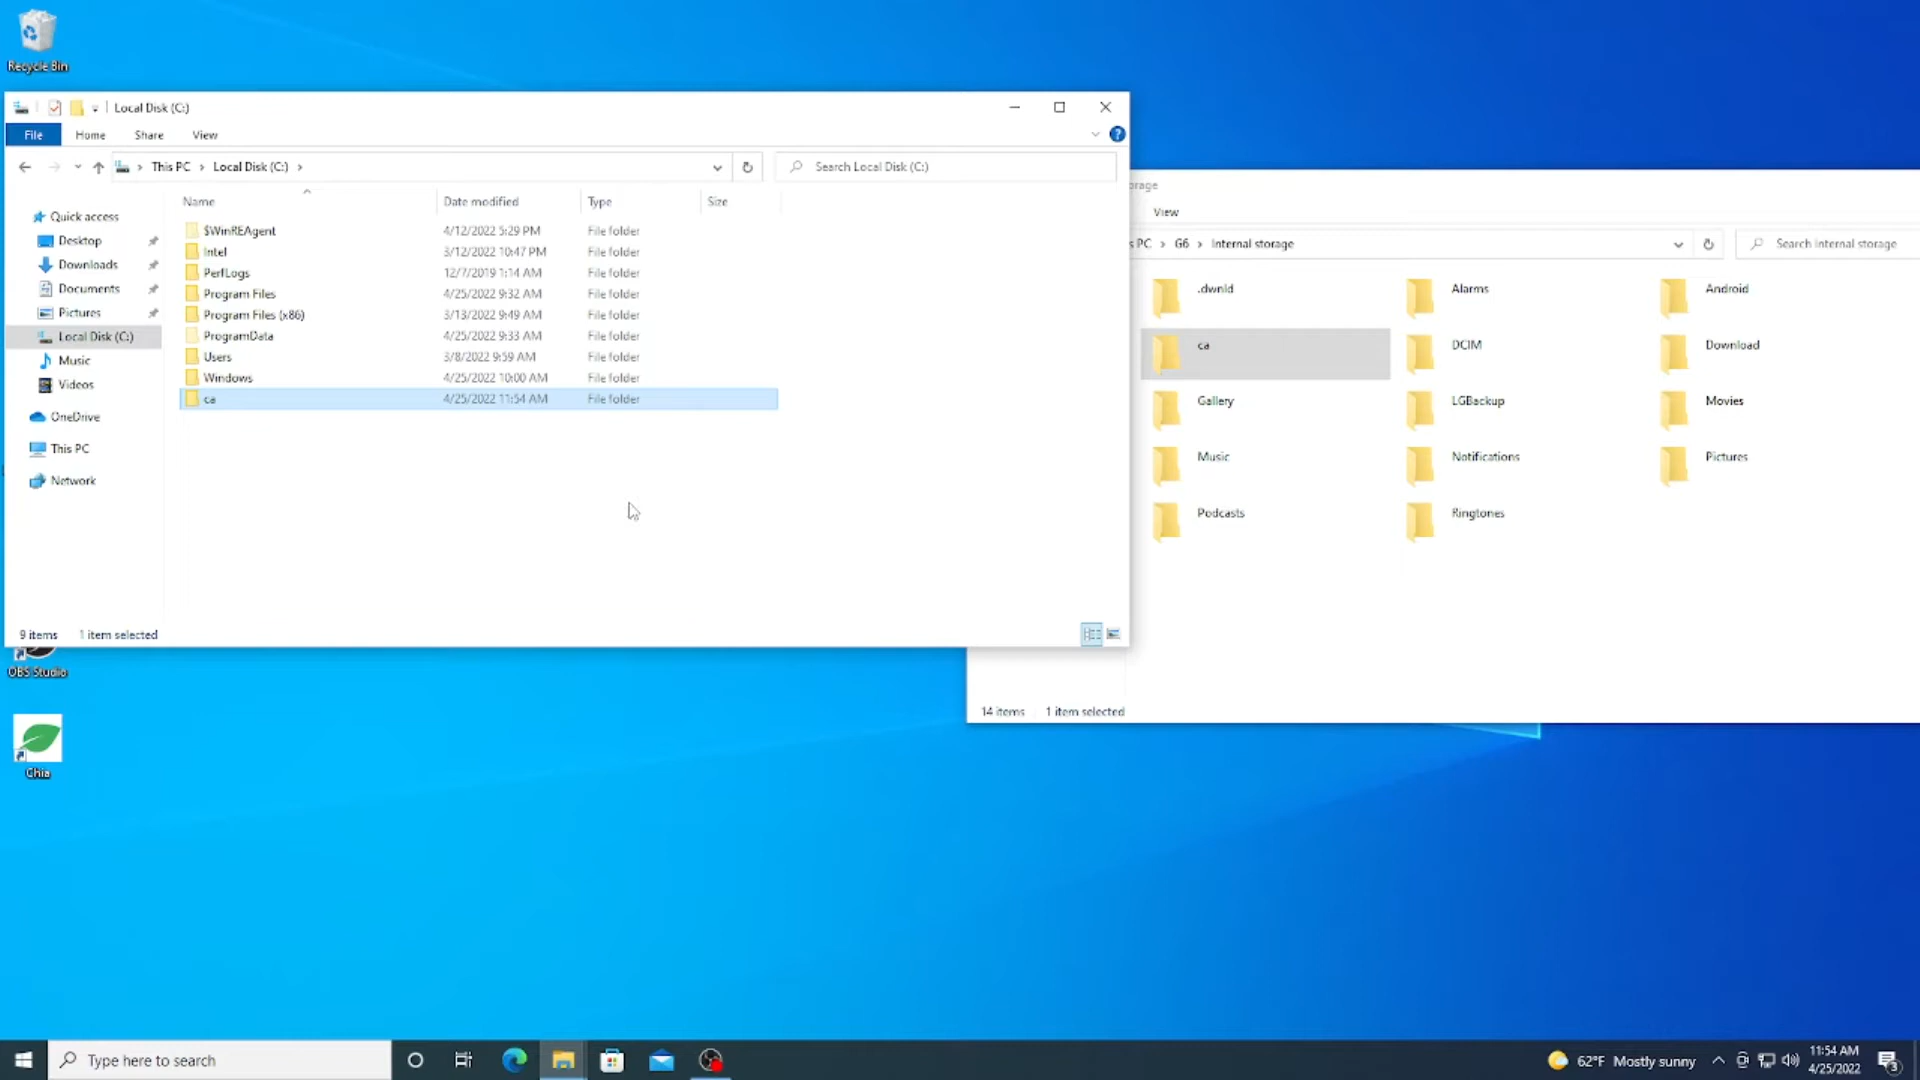 Recycle Bin
Local Disk (C:)
File Home Share View
This PC Local Disk (C:)
Search Local Disk (C:)
Name Date modified Type Size
$WinREAgent 4/12/2022 5:29 PM File folder
Intel 3/12/2022 10:47 PM File folder
PerfLogs 12/7/2019 1:14 AM File folder
Program Files 4/25/2022 9:32 AM File folder
Program Files (x86) 3/13/2022 9:49 AM File folder
ProgramData 4/25/2022 9:33 AM File folder
Users 3/8/2022 9:59 AM File folder
Windows 4/25/2022 10:00 AM File folder
ca 4/25/2022 11:54 AM File folder
Quick access
Desktop
Downloads
Documents
Pictures
Local Disk (C:)
Music
Videos
OneDrive
This PC
Network
9 items 1 item selected
orage
View
s PC G6 Internal storage
Search Internal storage
.dwnld Alarms Android
ca DCIM Download
Gallery LGBackup Movies
Music Notifications Pictures
Podcasts Ringtones
14 items 1 item selected
OBS Studio
Chia
Type here to search
62°F Mostly sunny
11:54 AM
4/25/2022
3